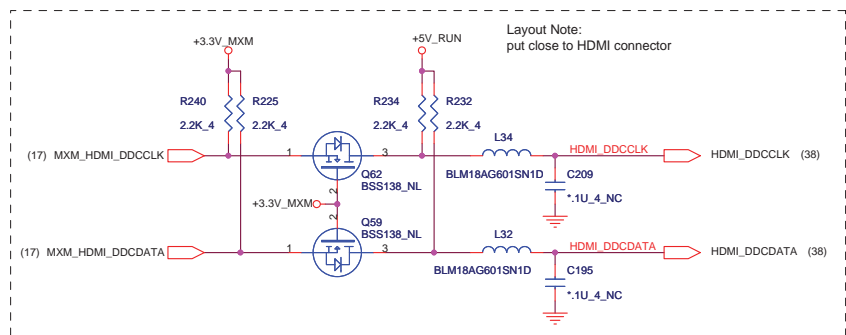 Layout Note:
put close to HDMI connector
+3.3V_MXM
+5V_RUN
R240
R225
R234
R232
2.2K_4
2.2K_4
2.2K_4
2.2K_4
L34
(17) MXM_HDMI_DDCCLK
1
3
HDMI_DDCCLK
HDMI_DDCCLK (38)
BLM18AG601SN1D
Q62
BSS138_NL
2
C209
*.1U_4_NC
+3.3V_MXM
2
Q59
BSS138_NL
L32
(17) MXM_HDMI_DDCDATA
1
3
HDMI_DDCDATA
HDMI_DDCDATA (38)
BLM18AG601SN1D
C195
*.1U_4_NC